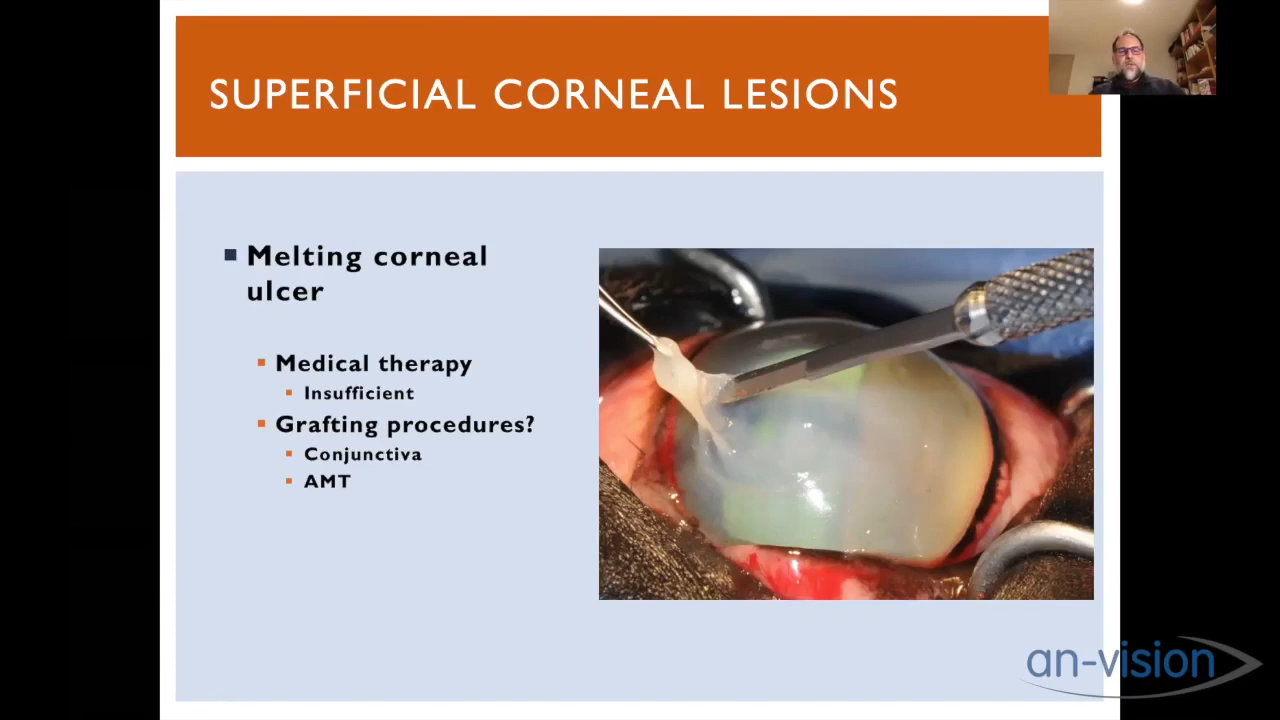 SUPERFICIAL CORNEAL LESIONS
Melting corneal
ulcer
Medical therapy
Insufficient
Grafting procedures?
Conjunctiva
AMT
an-vision